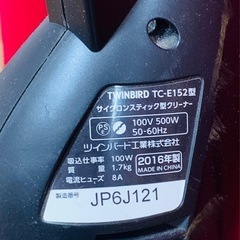 TWINBIRD TC-E152型
サイクロンスティック型クリーナー
PS E 100V 500W
50-60Hz
ツインバード工業株式会社
吸込仕事率 100W
質量 1.7kg
電流ヒューズ 8A
2016年製
MADE IN CHINA
製造番号 JP6J121